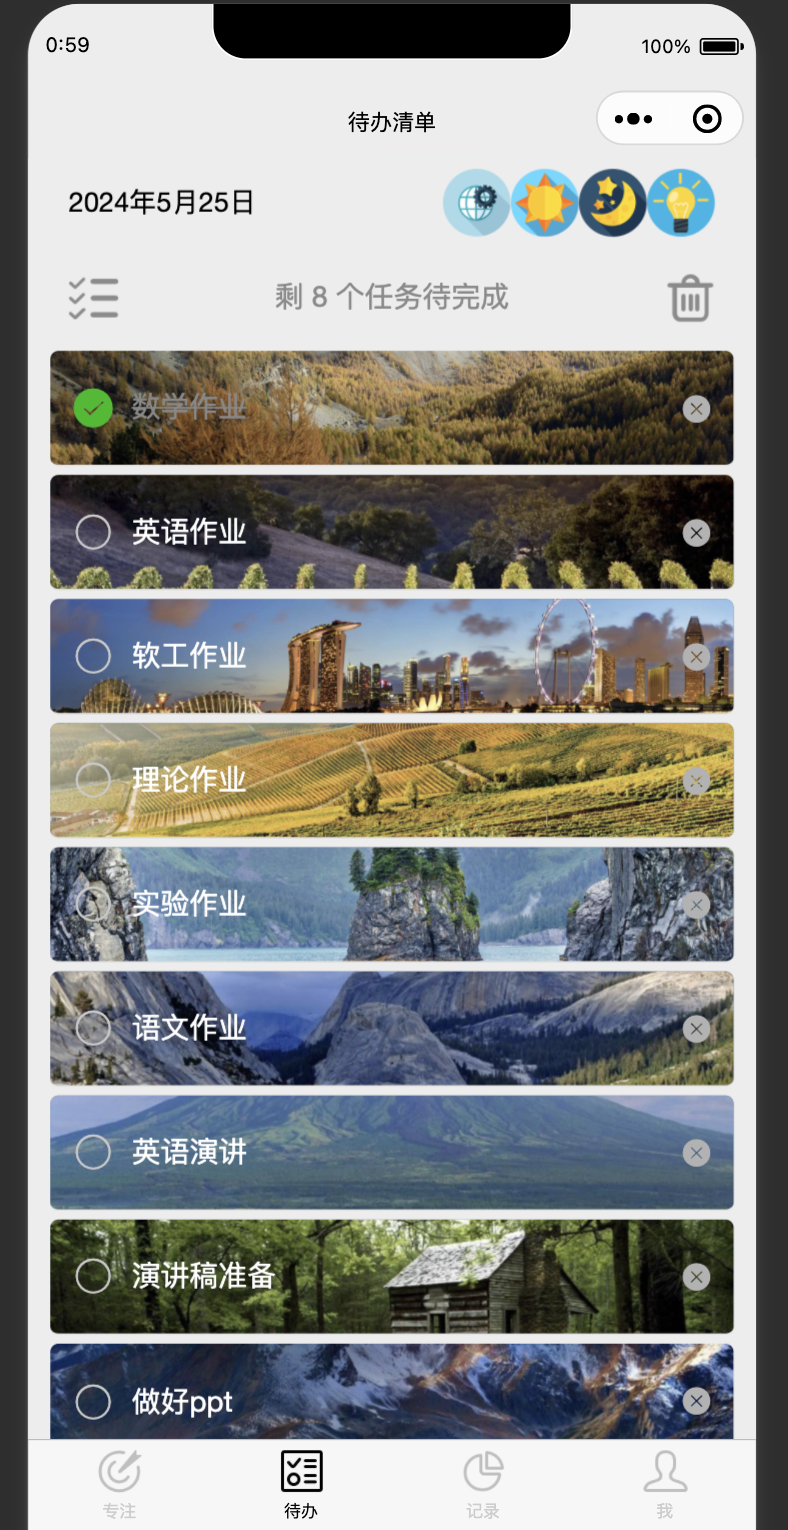 0:59
100%
待办清单
2024年5月25日
剩 8 个任务待完成
数学作业
英语作业
软工作业
理论作业
实验作业
语文作业
英语演讲
演讲稿准备
做好ppt
专注
待办
记录
我